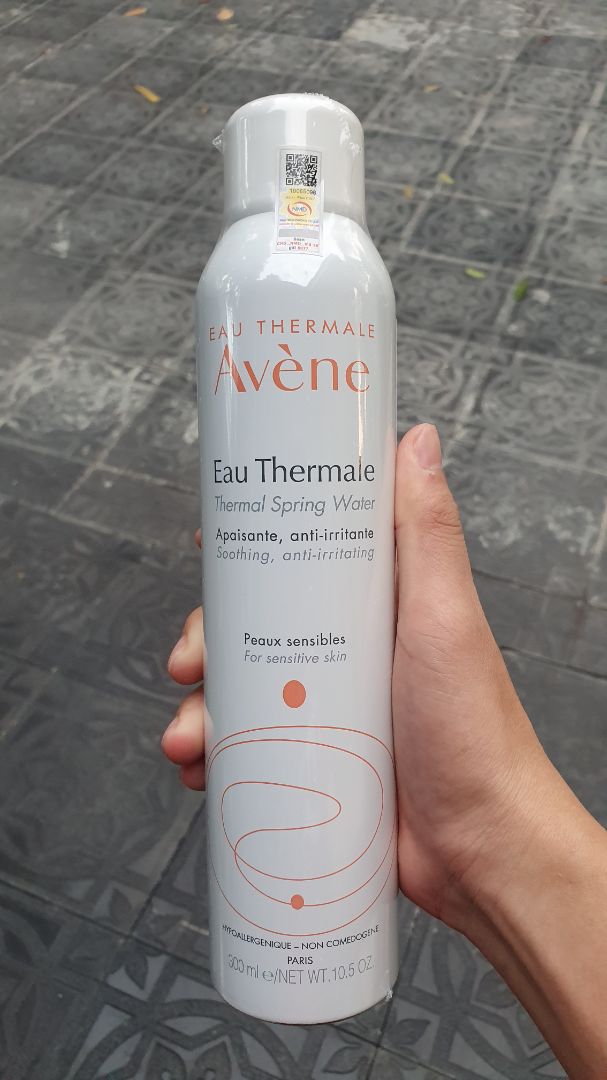 NMD
EAU THERMALE
Avène
Eau Thermale
Thermal Spring Water
Apaisante, anti-irritante
Soothing, anti-irritating
Peaux sensibles
For sensitive skin
HYPOALLERGENIQUE – NON COMEDOGENE
PARIS
300 ml e/NET WT. 10.5 OZ.